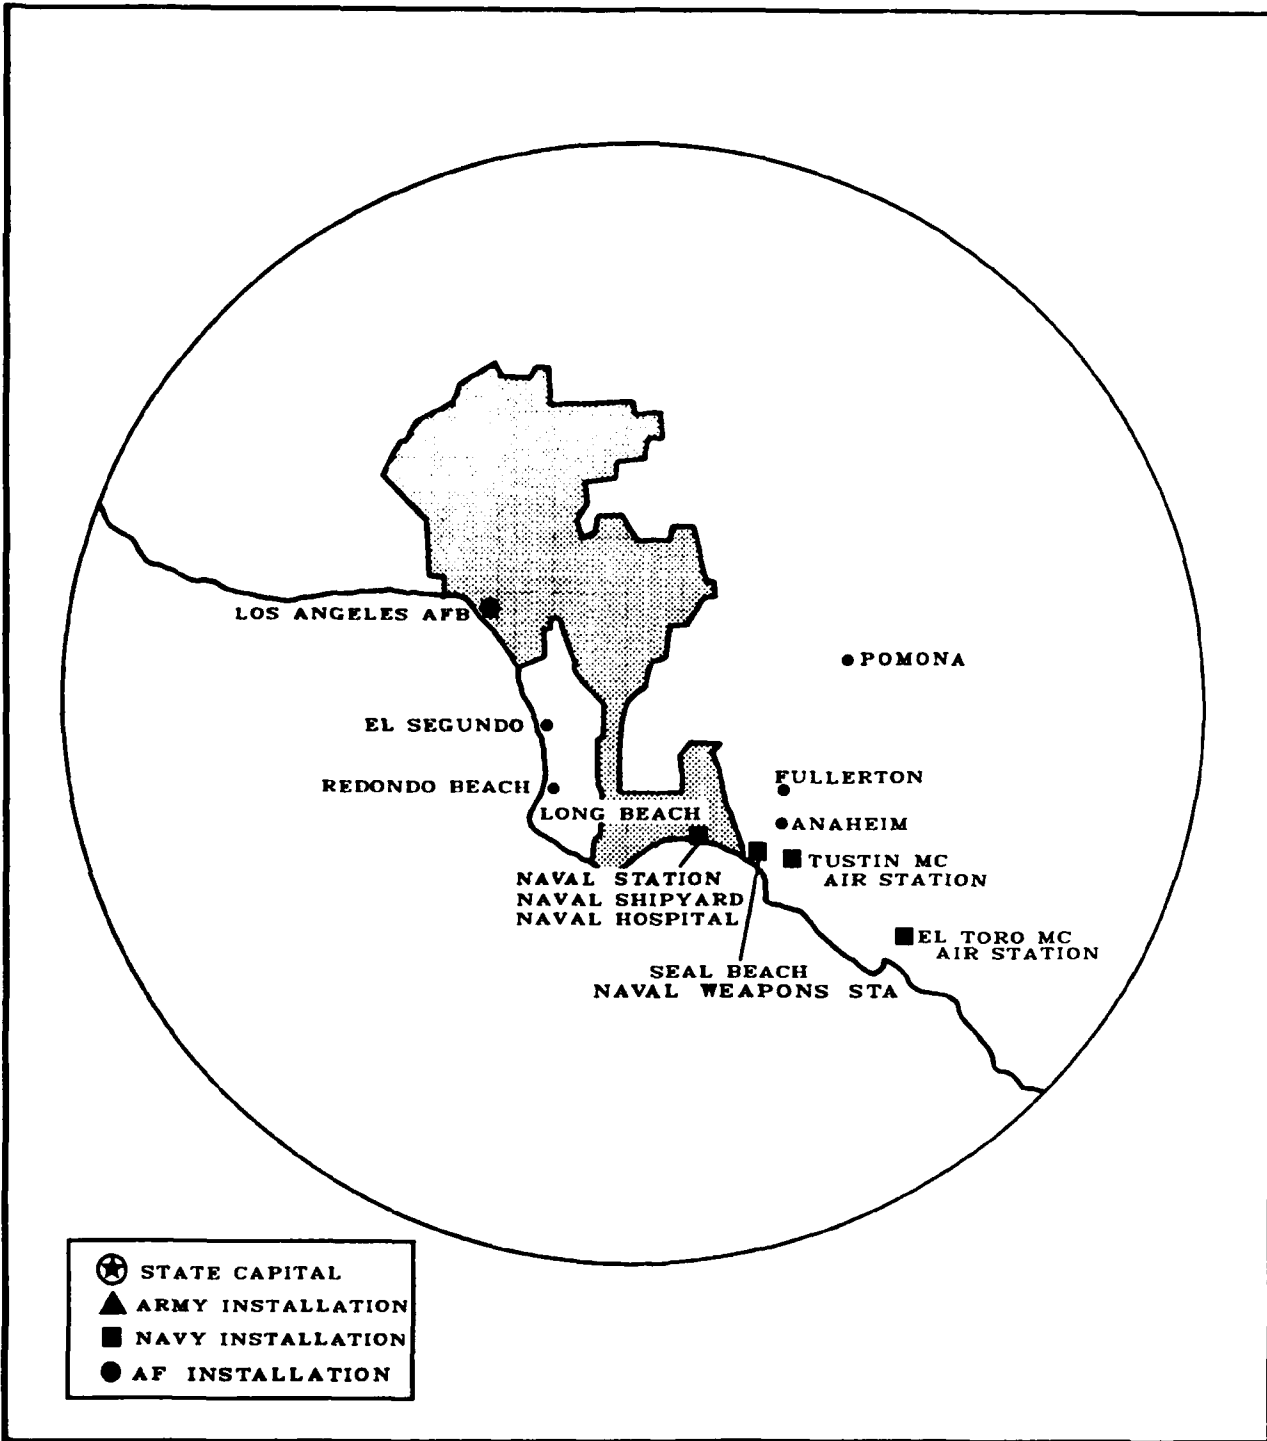 LOS ANGELES AFB
POMONA
EL SEGUNDO
REDONDO BEACH
FULLERTON
LONG BEACH
ANAHEIM
TUSTIN MC
AIR STATION
NAVAL STATION
NAVAL SHIPYARD
NAVAL HOSPITAL
EL TORO MC
AIR STATION
SEAL BEACH
NAVAL WEAPONS STA
STATE CAPITAL
ARMY INSTALLATION
NAVY INSTALLATION
AF INSTALLATION